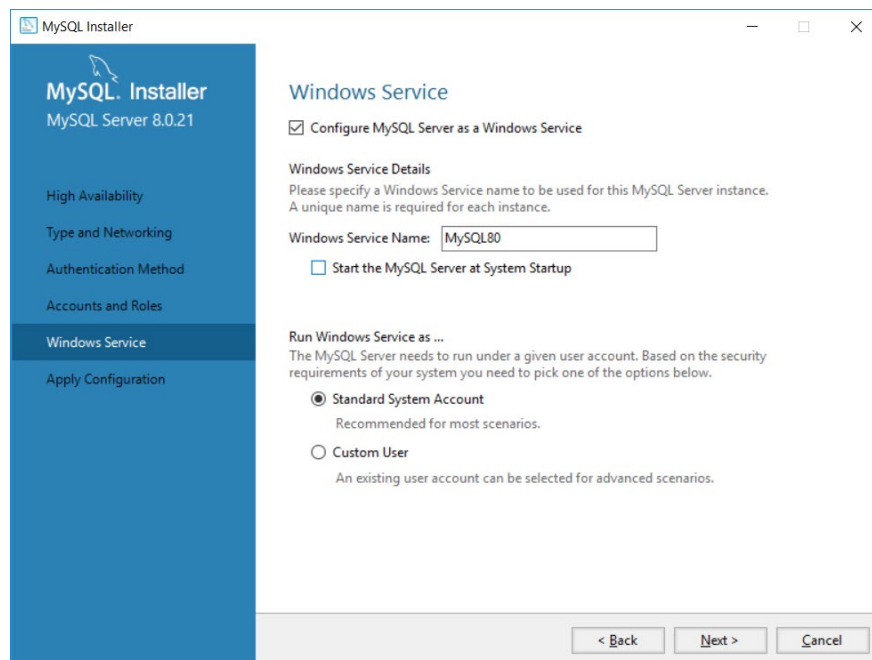 MySQL Installer
MySQL. Installer
MySQL Server 8.0.21
High Availability
Type and Networking
Authentication Method
Accounts and Roles
Windows Service
Apply Configuration
Windows Service
Configure MySQL Server as a Windows Service
Windows Service Details
Please specify a Windows Service name to be used for this MySQL Server instance.
A unique name is required for each instance.
Windows Service Name: MySQL80
Start the MySQL Server at System Startup
Run Windows Service as ...
The MySQL Server needs to run under a given user account. Based on the security
requirements of your system you need to pick one of the options below.
Standard System Account
Recommended for most scenarios.
Custom User
An existing user account can be selected for advanced scenarios.
< Back Next > Cancel